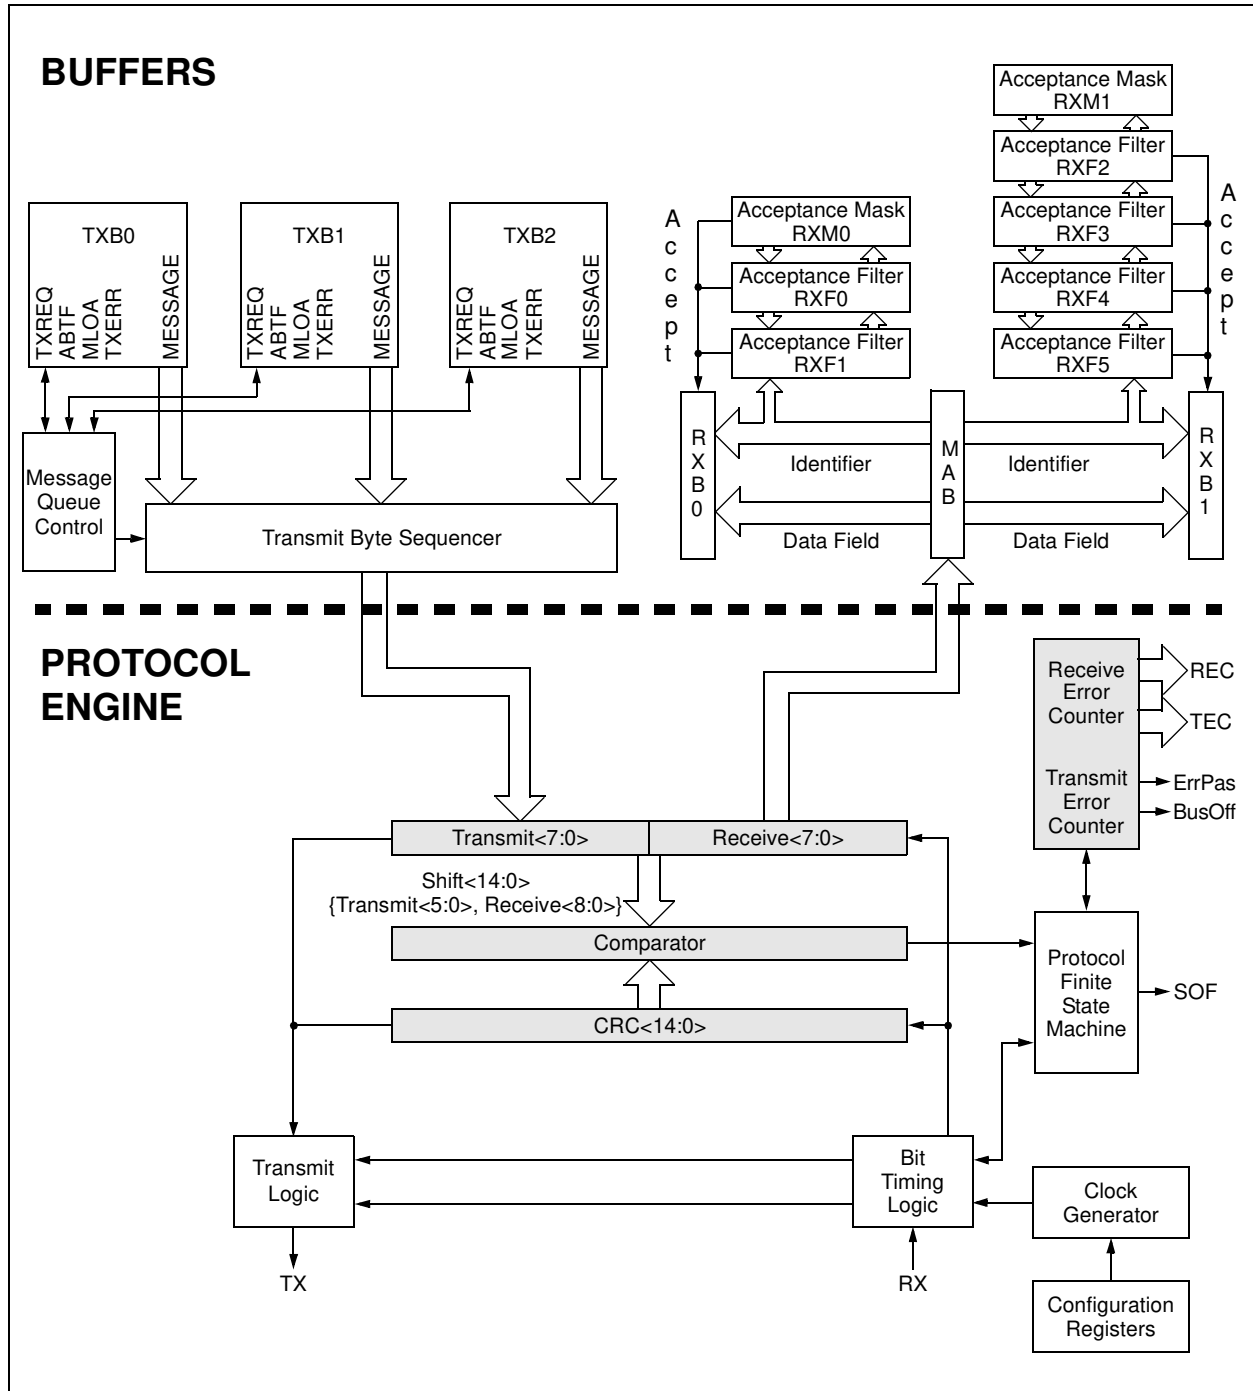 BUFFERS
Acceptance Mask
RXM1
Acceptance Filter
RXF2
Acceptance Filter
RXF3
Acceptance Filter
RXF4
Acceptance Filter
RXF5
Accept
Accept
Acceptance Mask
RXM0
Acceptance Filter
RXF0
Acceptance Filter
RXF1
TXB0
TXREQ
ABTF
MLOA
TXERR
MESSAGE
TXB1
TXREQ
ABTF
MLOA
TXERR
MESSAGE
TXB2
TXREQ
ABTF
MLOA
TXERR
MESSAGE
Message
Queue
Control
Transmit Byte Sequencer
RXB0
Identifier
Data Field
MAB
Identifier
Data Field
RXB1
PROTOCOL
ENGINE
Receive
Error
Counter
Transmit
Error
Counter
REC
TEC
ErrPas
BusOff
Transmit<7:0>
Receive<7:0>
Shift<14:0>
{Transmit<5:0>, Receive<8:0>}
Comparator
CRC<14:0>
Protocol
Finite
State
Machine
SOF
Transmit
Logic
Bit
Timing
Logic
Clock
Generator
TX
RX
Configuration
Registers